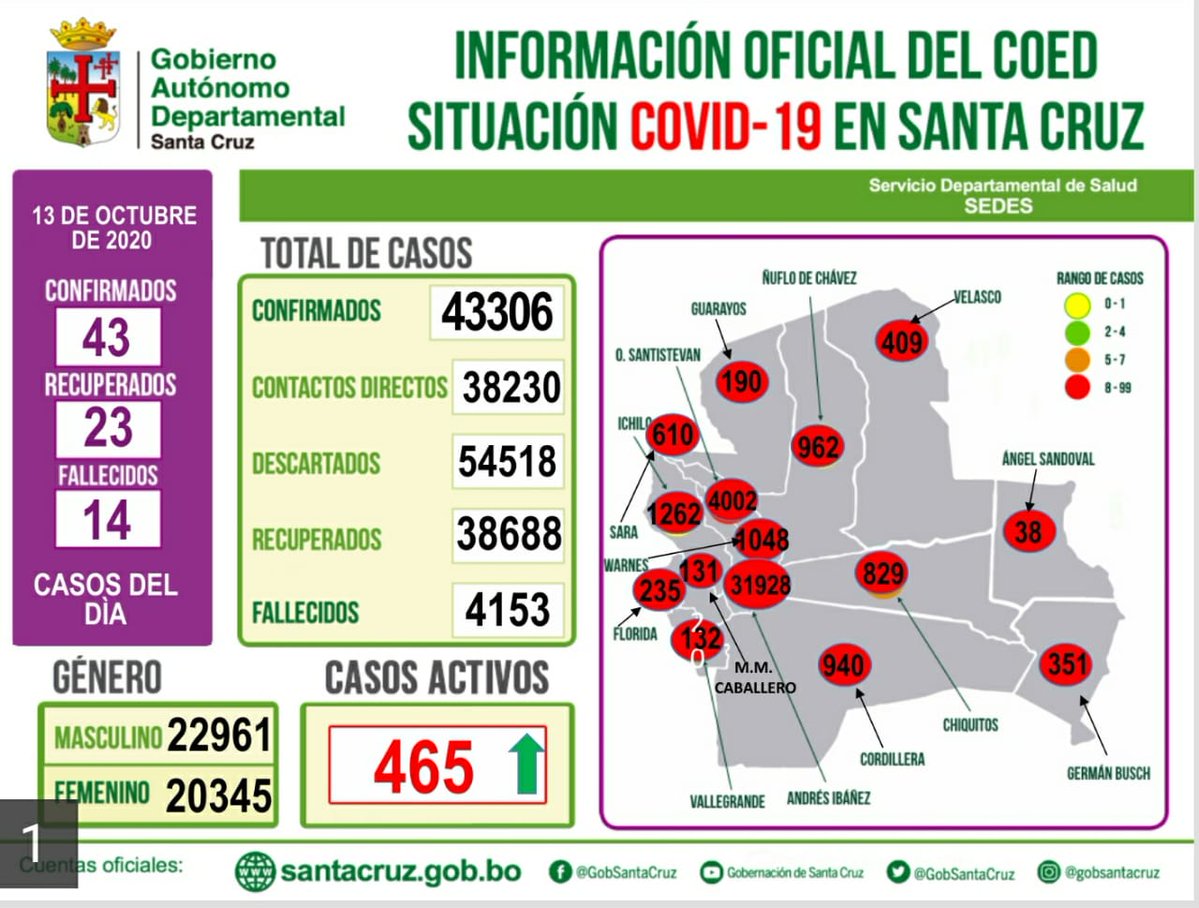 Gobierno
Autónomo
Departamental
Santa Cruz
INFORMACIÓN OFICIAL DEL COED
SITUACIÓN COVID-19 EN SANTA CRUZ
Servicio Departamental de Salud
SEDES
13 DE OCTUBRE
DE 2020
CONFIRMADOS
43
RECUPERADOS
23
FALLECIDOS
14
CASOS DEL
DÌA
TOTAL DE CASOS
CONFIRMADOS 43306
CONTACTOS DIRECTOS 38230
DESCARTADOS 54518
RECUPERADOS 38688
FALLECIDOS 4153
GÉNERO
MASCULINO 22961
FEMENINO 20345
CASOS ACTIVOS
465
ÑUFLO DE CHÁVEZ
VELASCO
GUARAYOS
RANGO DE CASOS
0 - 1
2 - 4
5 - 7
8 - 99
409
O. SANTISTEVAN
190
ICHILO
610
962
ÁNGEL SANDOVAL
4002
1262
SARA
38
1048
WARNES
131
829
235
31928
FLORIDA
132
20
M.M.
CABALLERO
940
351
CHIQUITOS
CORDILLERA
GERMÁN BUSCH
VALLEGRANDE
ANDRÉS IBÁÑEZ
1
Cuentas oficiales:
www
santacruz.gob.bo
@GobSantaCruz
Gobernación de Santa Cruz
@GobSantaCruz
@gobsantacruz